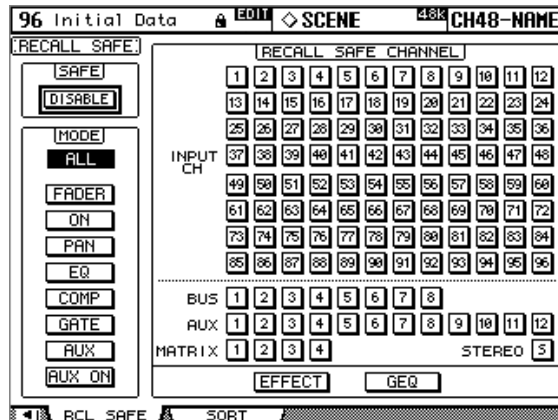 96 Initial Data EDIT SCENE 48K CH48-NAME
RECALL SAFE
SAFE
DISABLE
MODE
ALL
FADER
ON
PAN
EQ
COMP
GATE
AUX
AUX ON
RECALL SAFE CHANNEL
INPUT CH
1 2 3 4 5 6 7 8 9 10 11 12
13 14 15 16 17 18 19 20 21 22 23 24
25 26 27 28 29 30 31 32 33 34 35 36
37 38 39 40 41 42 43 44 45 46 47 48
49 50 51 52 53 54 55 56 57 58 59 60
61 62 63 64 65 66 67 68 69 70 71 72
73 74 75 76 77 78 79 80 81 82 83 84
85 86 87 88 89 90 91 92 93 94 95 96
BUS 1 2 3 4 5 6 7 8
AUX 1 2 3 4 5 6 7 8 9 10 11 12
MATRIX 1 2 3 4 STEREO S
EFFECT GEQ
RCL SAFE SORT